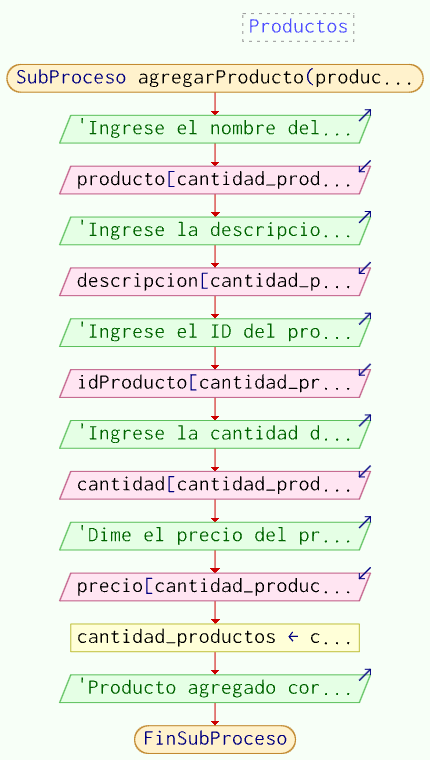 Productos
SubProceso agregarProducto(produc...
'Ingrese el nombre del...
producto[cantidad_prod...
'Ingrese la descripcio...
descripcion[cantidad_p...
'Ingrese el ID del pro...
idProducto[cantidad_pr...
'Ingrese la cantidad d...
cantidad[cantidad_prod...
'Dime el precio del pr...
precio[cantidad_produc...
cantidad_productos ← c...
'Producto agregado cor...
FinSubProceso